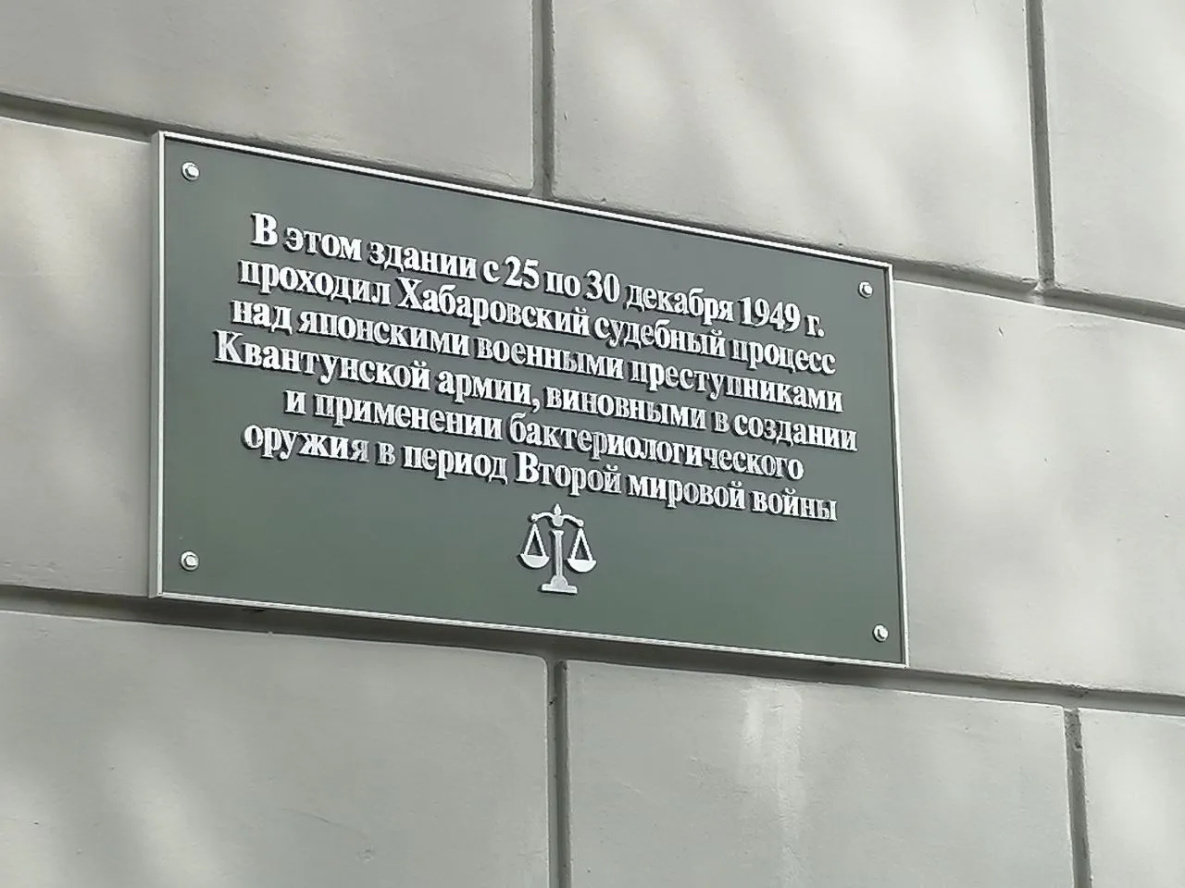 В этом здании с 25 по 30 декабря 1949 г.
проходил Хабаровский судебный процесс
над японскими военными преступниками
Квантунской армии, виновными в создании
и применении бактериологического
оружия в период Второй мировой войны